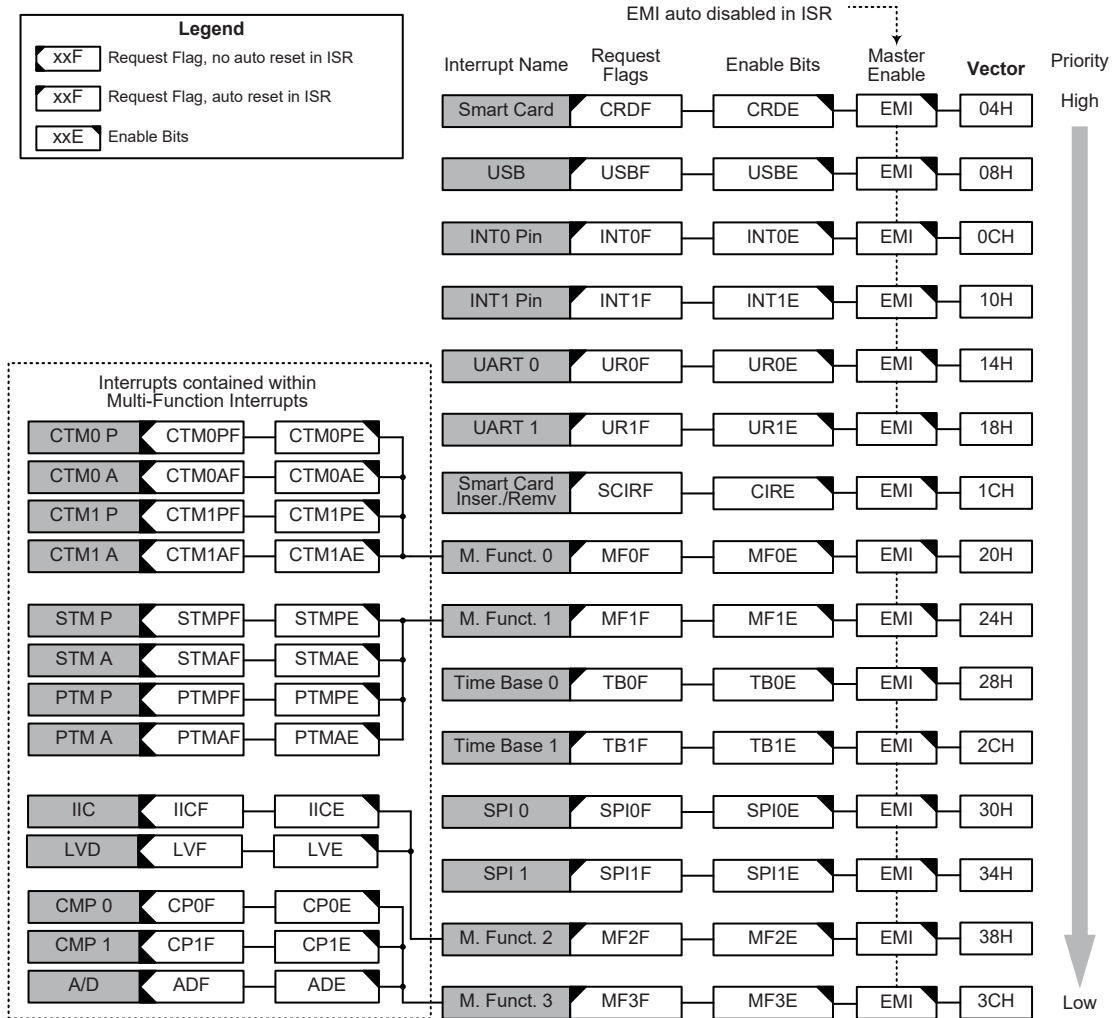 Legend
xxF Request Flag, no auto reset in ISR
xxF Request Flag, auto reset in ISR
xxE Enable Bits
EMI auto disabled in ISR
Interrupt Name Request Flags Enable Bits Master Enable Vector Priority
High
Smart Card CRDF CRDE EMI 04H
USB USBF USBE EMI 08H
INT0 Pin INT0F INT0E EMI 0CH
INT1 Pin INT1F INT1E EMI 10H
UART 0 UR0F UR0E EMI 14H
UART 1 UR1F UR1E EMI 18H
Smart Card
Inser./Remv SCIRF CIRE EMI 1CH
M. Funct. 0 MF0F MF0E EMI 20H
M. Funct. 1 MF1F MF1E EMI 24H
Time Base 0 TB0F TB0E EMI 28H
Time Base 1 TB1F TB1E EMI 2CH
SPI 0 SPI0F SPI0E EMI 30H
SPI 1 SPI1F SPI1E EMI 34H
M. Funct. 2 MF2F MF2E EMI 38H
M. Funct. 3 MF3F MF3E EMI 3CH
Low
Interrupts contained within
Multi-Function Interrupts
CTM0 P CTM0PF CTM0PE
CTM0 A CTM0AF CTM0AE
CTM1 P CTM1PF CTM1PE
CTM1 A CTM1AF CTM1AE
STM P STMPF STMPE
STM A STMAF STMAE
PTM P PTMPF PTMPE
PTM A PTMAF PTMAE
IIC IICF IICE
LVD LVF LVE
CMP 0 CP0F CP0E
CMP 1 CP1F CP1E
A/D ADF ADE